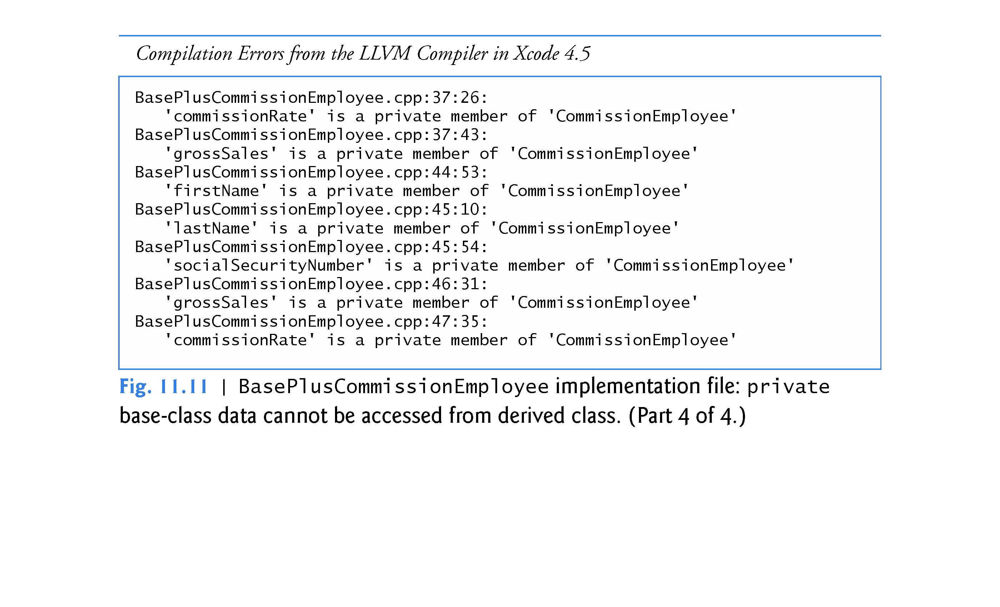 Compilation Errors from the LLVM Compiler in Xcode 4.5
BasePlusCommissionEmployee.cpp:37:26:
'commissionRate' is a private member of 'CommissionEmployee'
BasePlusCommissionEmployee.cpp:37:43:
'grossSales' is a private member of 'CommissionEmployee'
BasePlusCommissionEmployee.cpp:44:53:
'firstName' is a private member of 'CommissionEmployee'
BasePlusCommissionEmployee.cpp:45:10:
'lastName' is a private member of 'CommissionEmployee'
BasePlusCommissionEmployee.cpp:45:54:
'socialSecurityNumber' is a private member of 'CommissionEmployee'
BasePlusCommissionEmployee.cpp:46:31:
'grossSales' is a private member of 'CommissionEmployee'
BasePlusCommissionEmployee.cpp:47:35:
'commissionRate' is a private member of 'CommissionEmployee'
Fig. 11.11 | BasePlusCommissionEmployee implementation file: private
base-class data cannot be accessed from derived class. (Part 4 of 4.)